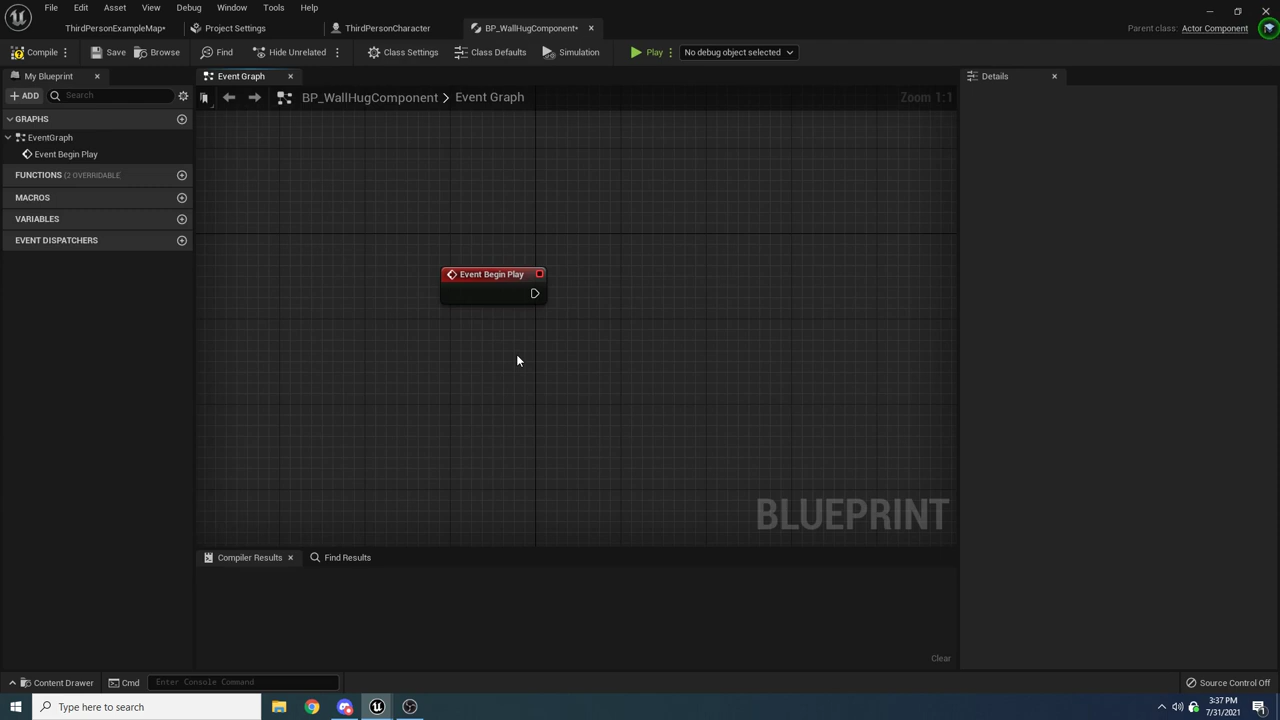 File Edit Asset View Debug Window Tools Help
ThirdPersonExampleMap• Project Settings ThirdPersonCharacter BP_WallHugComponent• Parent class: Actor Component
Compile Save Browse Find Hide Unrelated Class Settings Class Defaults Simulation Play No debug object selected
My Blueprint Event Graph Details
ADD Search BP_WallHugComponent > Event Graph Zoom 1:1
GRAPHS
EventGraph
Event Begin Play
FUNCTIONS (2 OVERRIDABLE
MACROS
VARIABLES
EVENT DISPATCHERS
Event Begin Play
BLUEPRINT
Compiler Results Find Results
Clear
Content Drawer Cmd Enter Console Command Source Control Off
Type here to search 3:37 PM
7/31/2021